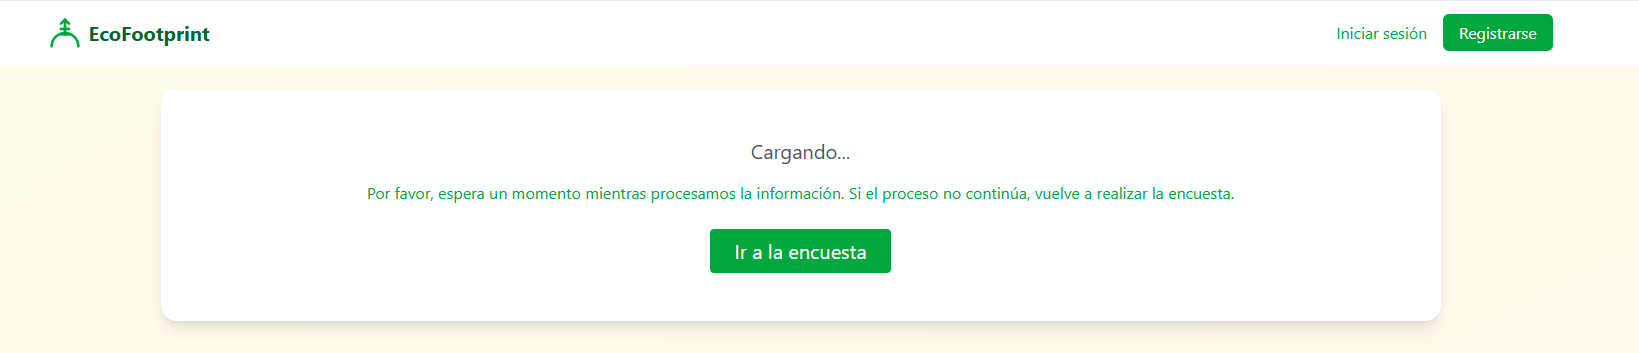 EcoFootprint
Iniciar sesión
Registrarse
Cargando...
Por favor, espera un momento mientras procesamos la información. Si el proceso no continúa, vuelve a realizar la encuesta.
Ir a la encuesta